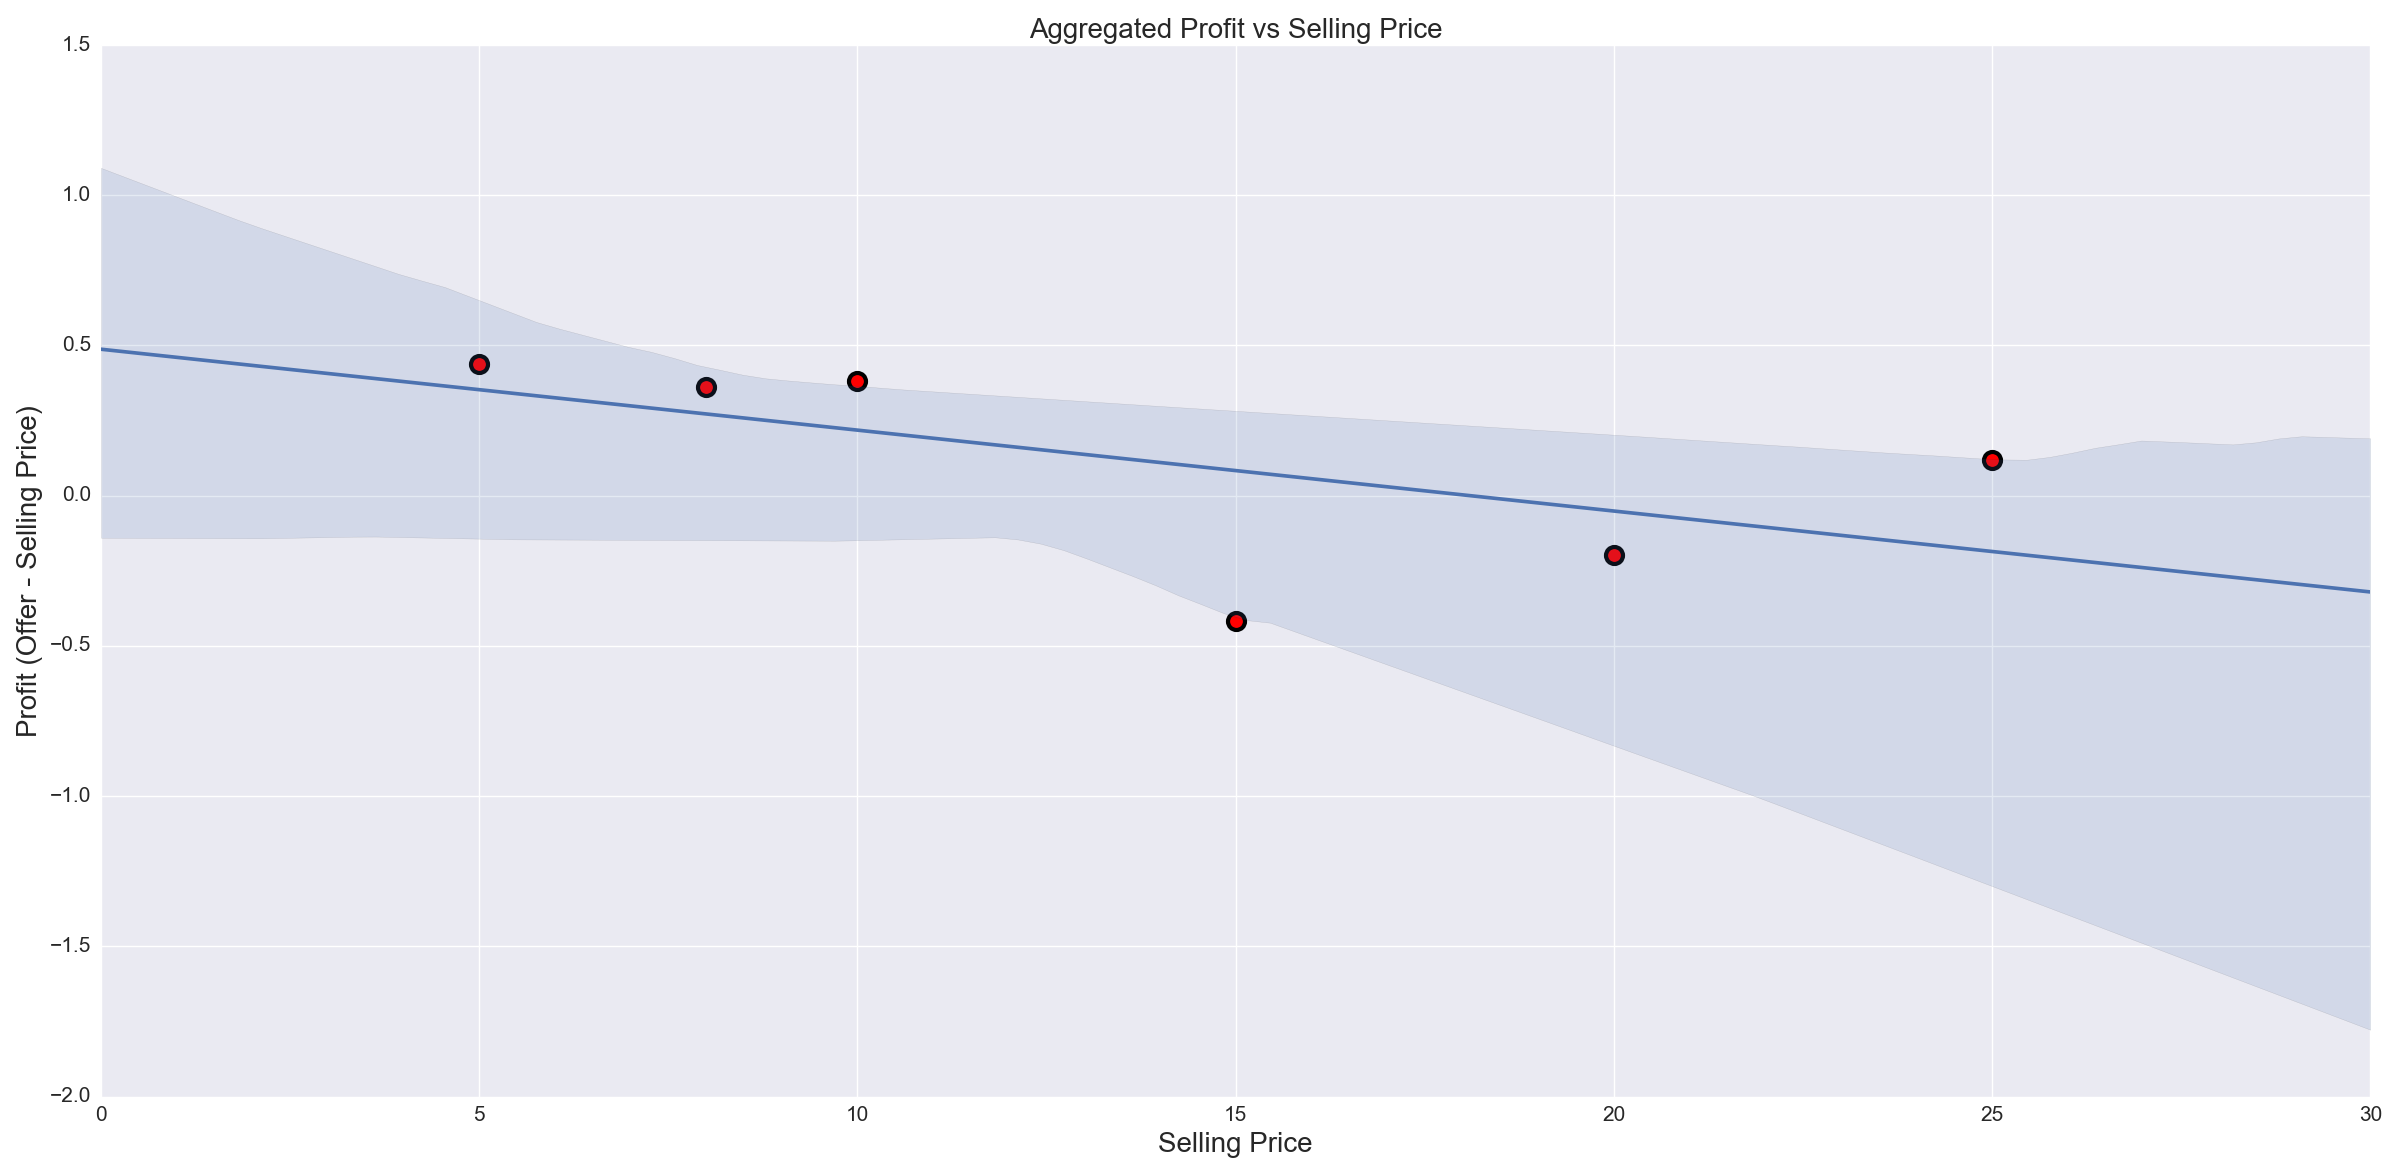 Aggregated Profit vs Selling Price
Profit (Offer - Selling Price)
1.5
1.0
0.5
0.0
−0.5
−1.0
−1.5
−2.0
0 5 10 15 20 25 30
Selling Price